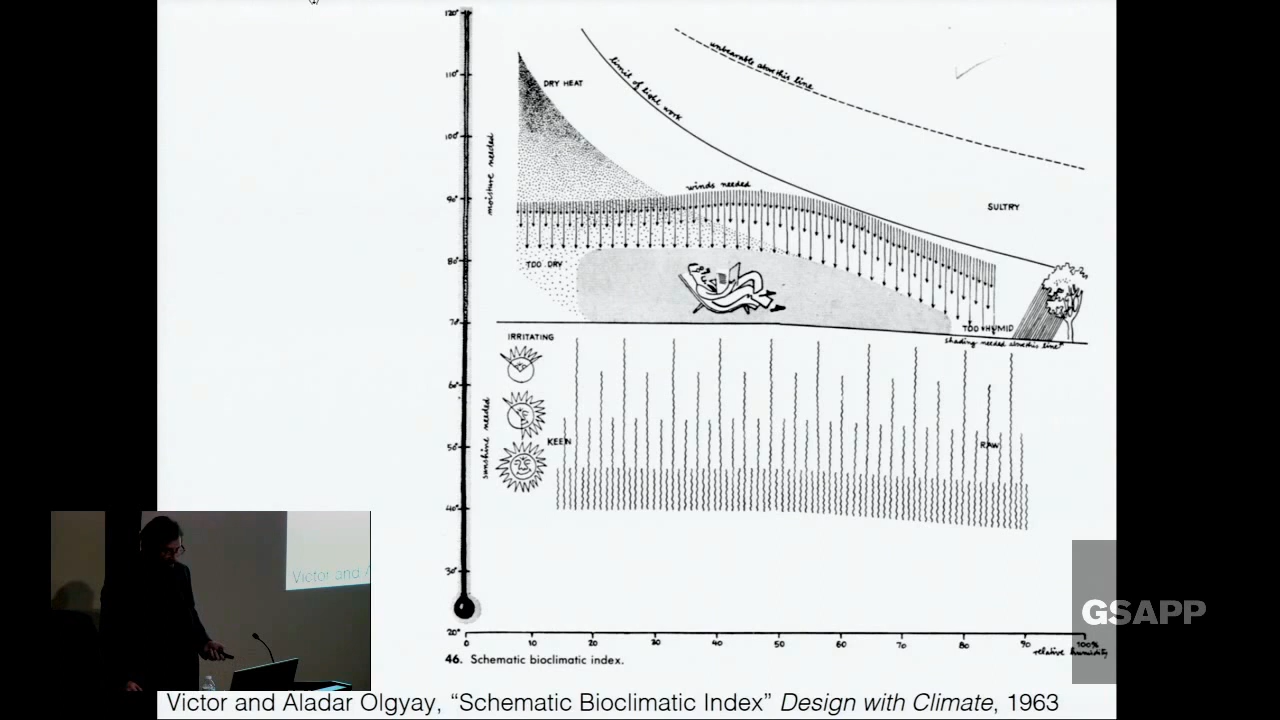 120°
unbearable above this line
limit of light work
110°
DRY HEAT
100°
moisture needed
90°
winds needed
SULTRY
80°
TOO DRY
70°
TOO HUMID
shading needed above this line
IRRITATING
60°
sunshine needed
KEEN
RAW
50°
40°
30°
20°
0 10 20 30 40 50 60 70 80 90 100%
relative humidity
46. Schematic bioclimatic index.
GSAPP
"Victor and A
Victor and Aladar Olgyay, “Schematic Bioclimatic Index” Design with Climate, 1963